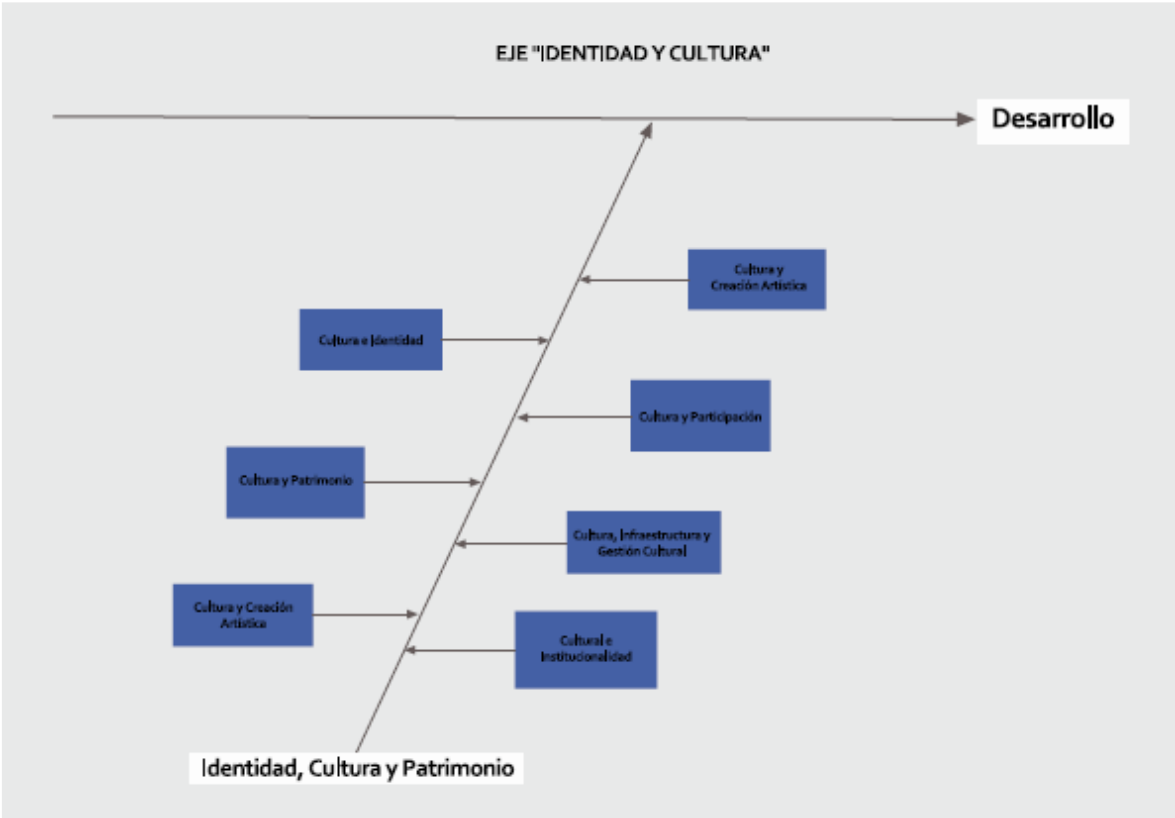 EJE "IDENTIDAD Y CULTURA"
Desarrollo
Cultura y
Creación Artística
Cultura e Identidad
Cultura y Participación
Cultura y Patrimonio
Cultura, Infraestructura y
Gestión Cultural
Cultura y Creación
Artística
Cultural e
Institucionalidad
Identidad, Cultura y Patrimonio